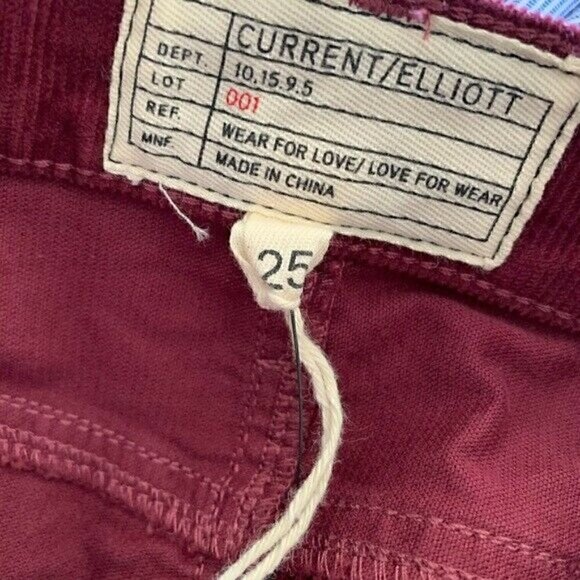 CURRENT/ELLIOTT
DEPT. 10.15.9.5
LOT 001
REF. WEAR FOR LOVE/ LOVE FOR WEAR
MNF. MADE IN CHINA
25